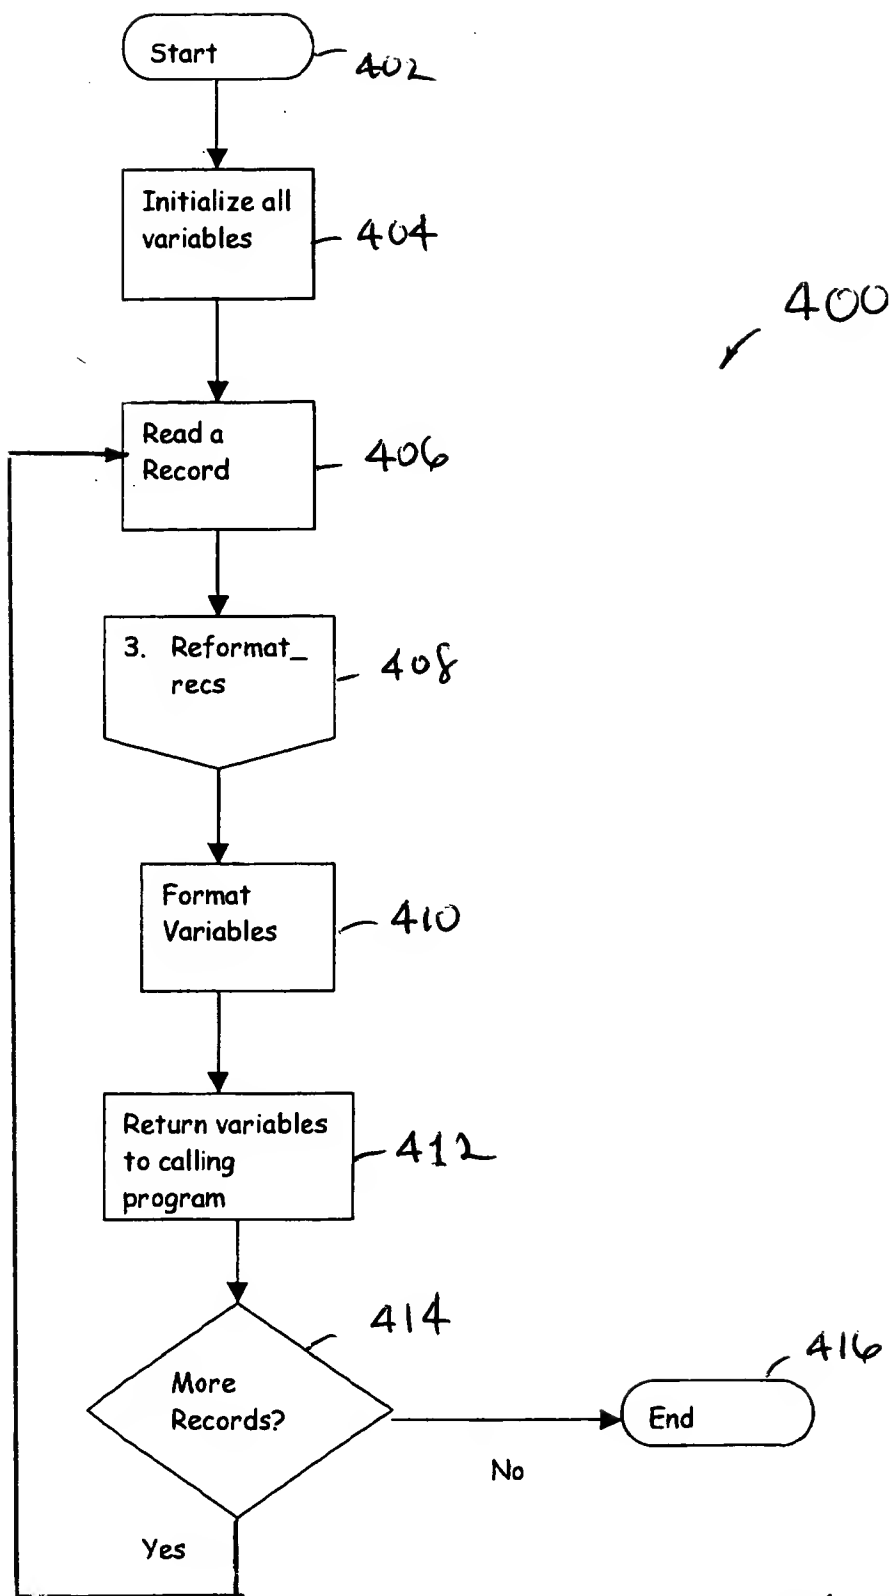 Start
402
Initialize all
variables
404
400
Read a
Record
406
3. Reformat_
recs
408
Format
Variables
410
Return variables
to calling
program
412
414
More
Records?
416
End
No
Yes